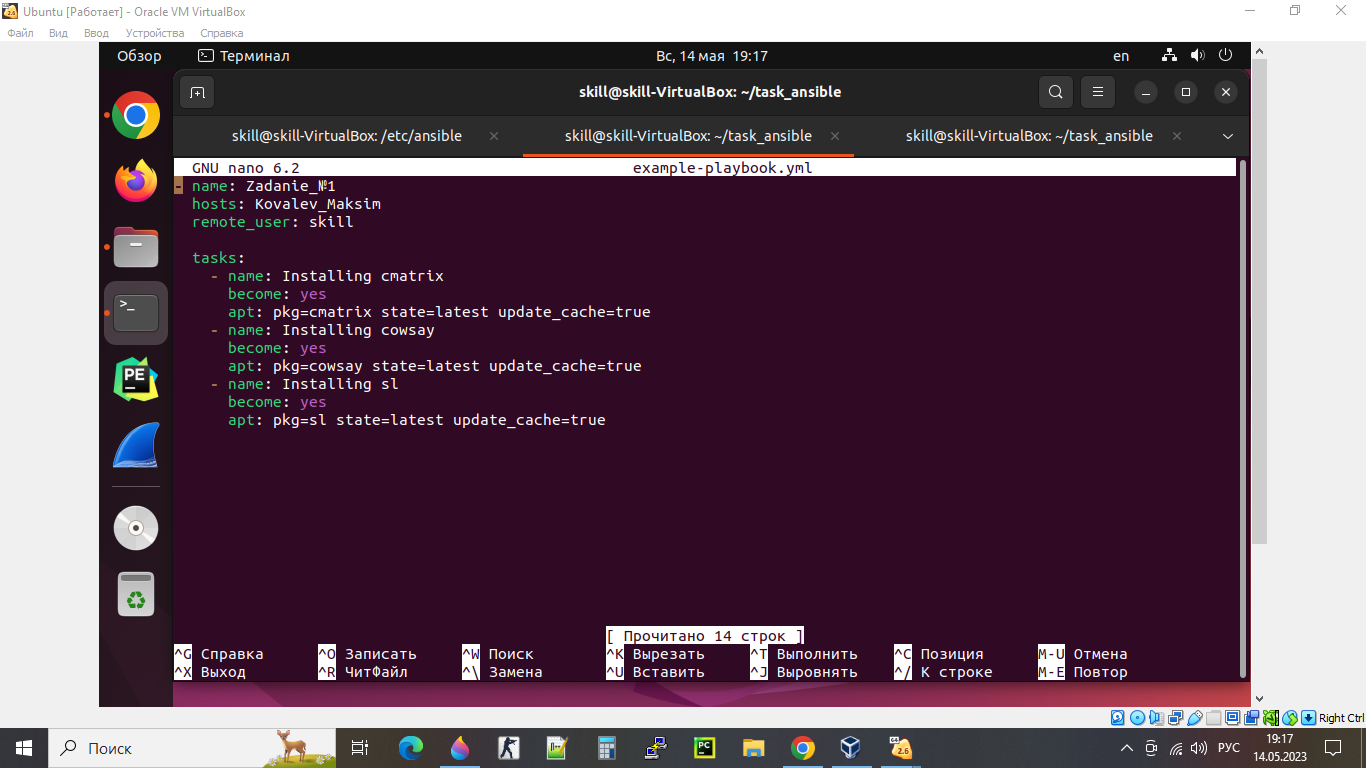 Ubuntu [Работает] - Oracle VM VirtualBox
Файл Вид Ввод Устройства Справка
Обзор Терминал Вс, 14 мая 19:17 en
skill@skill-VirtualBox: ~/task_ansible
skill@skill-VirtualBox: /etc/ansible skill@skill-VirtualBox: ~/task_ansible skill@skill-VirtualBox: ~/task_ansible
GNU nano 6.2 example-playbook.yml
- name: Zadanie_№1
hosts: Kovalev_Maksim
remote_user: skill
tasks:
- name: Installing cmatrix
become: yes
apt: pkg=cmatrix state=latest update_cache=true
- name: Installing cowsay
become: yes
apt: pkg=cowsay state=latest update_cache=true
- name: Installing sl
become: yes
apt: pkg=sl state=latest update_cache=true
[ Прочитано 14 строк ]
^G Справка ^O Записать ^W Поиск ^K Вырезать ^T Выполнить ^C Позиция M-U Отмена
^X Выход ^R ЧитФайл ^\ Замена ^U Вставить ^J Выровнять ^/ К строке M-E Повтор
Right Ctrl
Поиск
РУС
19:17
14.05.2023